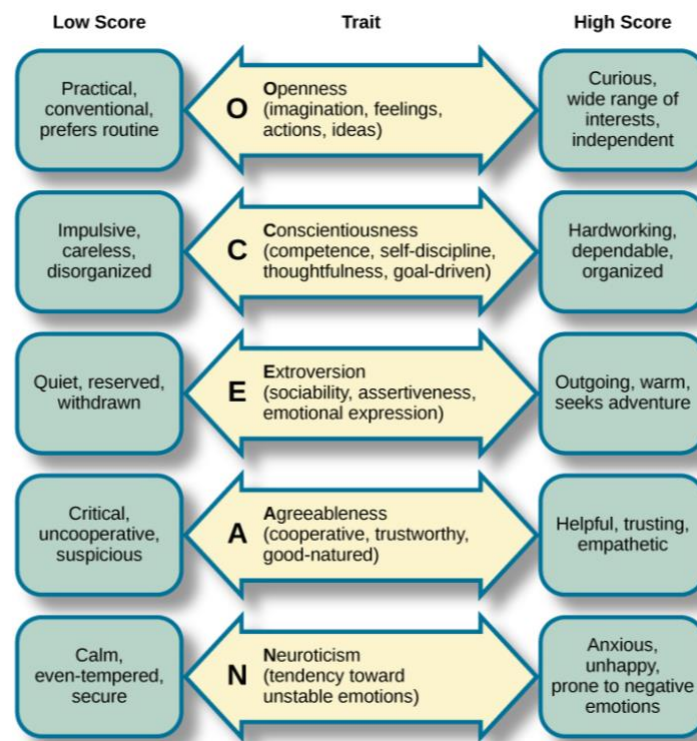 Low Score
Trait
High Score
Practical,
conventional,
prefers routine
O
Openness
(imagination, feelings,
actions, ideas)
Curious,
wide range of
interests,
independent
Impulsive,
careless,
disorganized
C
Conscientiousness
(competence, self-discipline,
thoughtfulness, goal-driven)
Hardworking,
dependable,
organized
Quiet, reserved,
withdrawn
E
Extroversion
(sociability, assertiveness,
emotional expression)
Outgoing, warm,
seeks adventure
Critical,
uncooperative,
suspicious
A
Agreeableness
(cooperative, trustworthy,
good-natured)
Helpful, trusting,
empathetic
Calm,
even-tempered,
secure
N
Neuroticism
(tendency toward
unstable emotions)
Anxious,
unhappy,
prone to negative
emotions